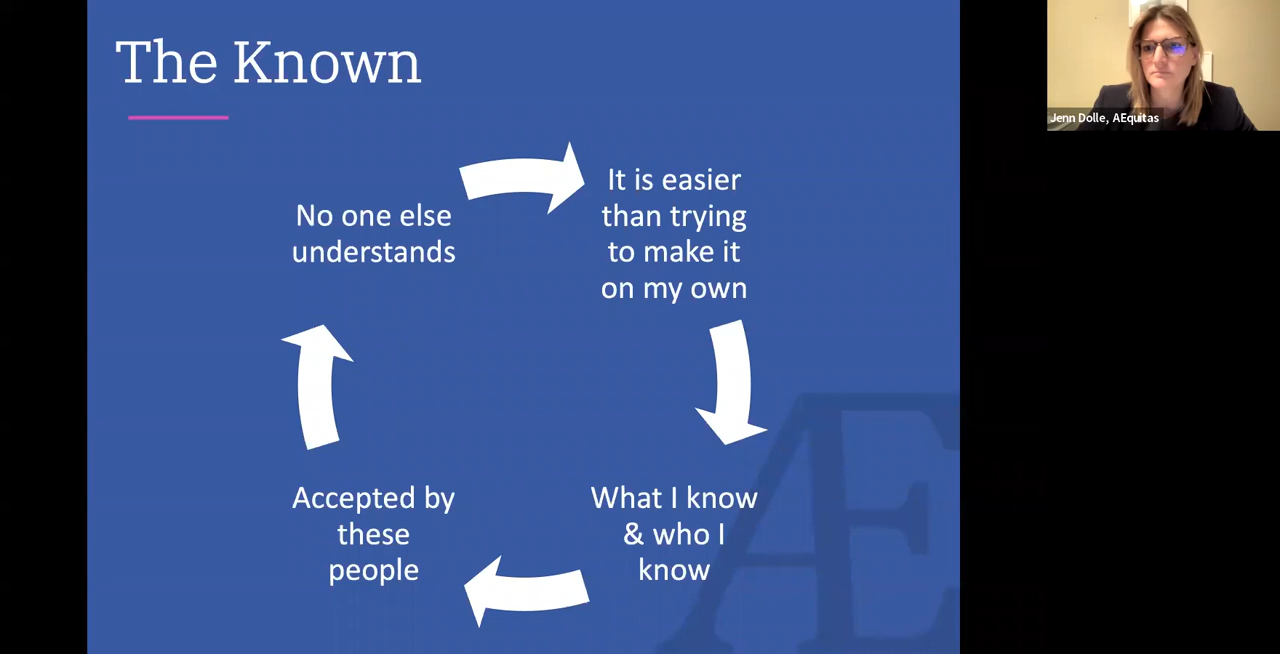 The Known
No one else
understands
It is easier
than trying
to make it
on my own
What I know
& who I
know
Accepted by
these
people
Æ
Jenn Dolle, AEquitas